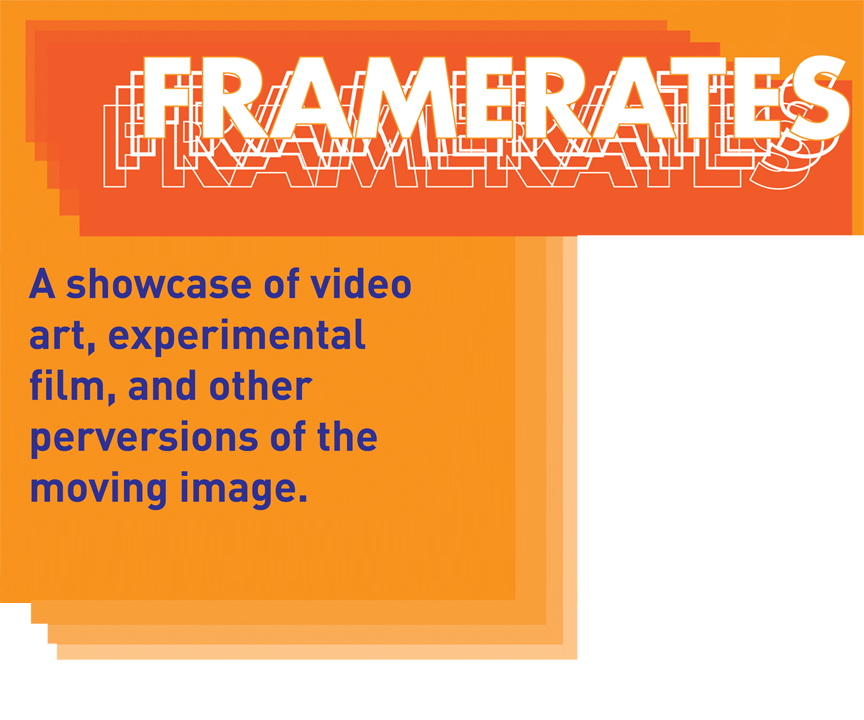 FRAMERATES
A showcase of video
art, experimental
film, and other
perversions of the
moving image.